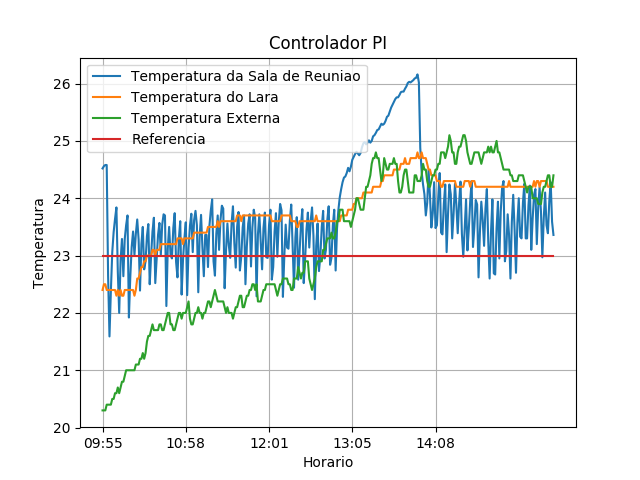 Controlador PI
Temperatura da Sala de Reuniao
Temperatura do Lara
Temperatura Externa
Referencia
Temperatura
26
25
24
23
22
21
20
09:55 10:58 12:01 13:05 14:08
Horario